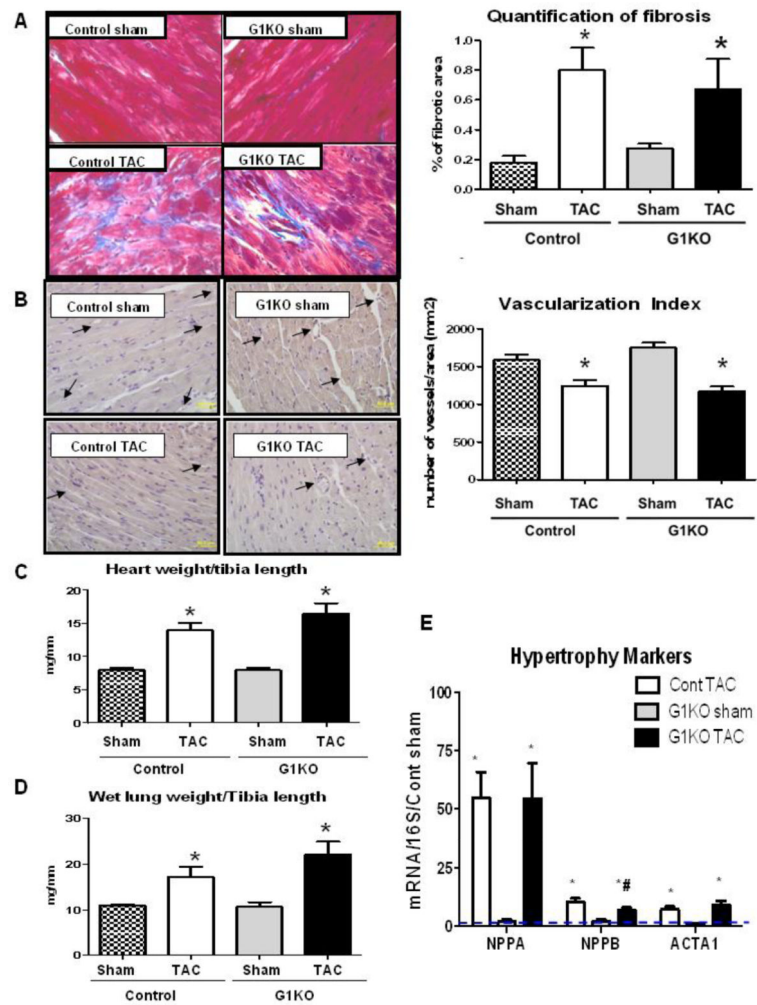 A
Control sham
G1KO sham
Control TAC
G1KO TAC
Quantification of fibrosis
% of fibrotic area
1.0
0.8
0.6
0.4
0.2
0.0
*
*
Sham
TAC
Sham
TAC
Control
G1KO
B
Control sham
G1KO sham
Control TAC
G1KO TAC
Vascularization Index
number of vessels/area (mm2)
2000
1500
1000
500
0
*
*
Sham
TAC
Sham
TAC
Control
G1KO
C
Heart weight/tibia length
mg/mm
20
15
10
5
0
*
*
Sham
TAC
Sham
TAC
Control
G1KO
D
Wet lung weight/Tibia length
mg/mm
30
20
10
0
*
*
Sham
TAC
Sham
TAC
Control
G1KO
E
Hypertrophy Markers
Cont TAC
G1KO sham
G1KO TAC
mRNA/16S/Cont sham
100
75
50
25
0
*
*
*
*#
*
*
NPPA
NPPB
ACTA1